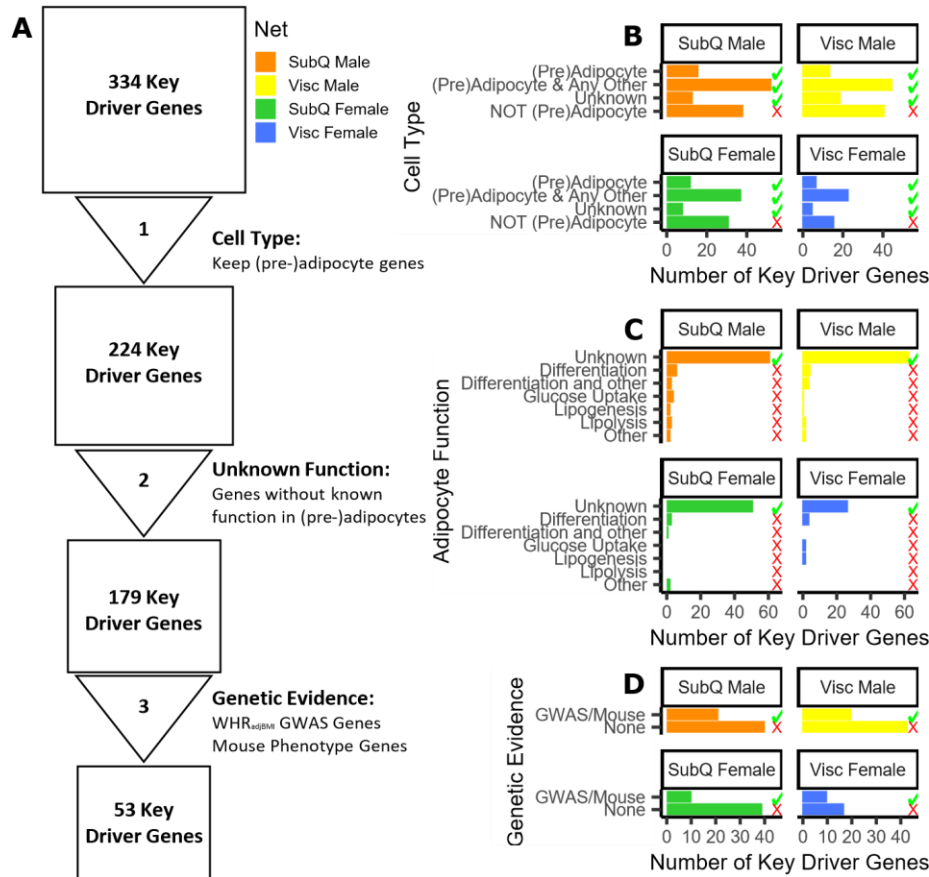 A
334 Key
Driver Genes
1
Cell Type:
Keep (pre-)adipocyte genes
224 Key
Driver Genes
2
Unknown Function:
Genes without known
function in (pre-)adipocytes
179 Key
Driver Genes
3
Genetic Evidence:
WHRadjBMI GWAS Genes
Mouse Phenotype Genes
53 Key
Driver Genes
Net
SubQ Male
Visc Male
SubQ Female
Visc Female
B
Cell Type
SubQ Male
Visc Male
(Pre)Adipocyte
(Pre)Adipocyte & Any Other
Unknown
NOT (Pre)Adipocyte
SubQ Female
Visc Female
(Pre)Adipocyte
(Pre)Adipocyte & Any Other
Unknown
NOT (Pre)Adipocyte
0 20 40 0 20 40
Number of Key Driver Genes
C
Adipocyte Function
SubQ Male
Visc Male
Unknown
Differentiation
Differentiation and other
Glucose Uptake
Lipogenesis
Lipolysis
Other
SubQ Female
Visc Female
Unknown
Differentiation
Differentiation and other
Glucose Uptake
Lipogenesis
Lipolysis
Other
0 20 40 60 0 20 40 60
Number of Key Driver Genes
D
Genetic Evidence
SubQ Male
Visc Male
GWAS/Mouse
None
SubQ Female
Visc Female
GWAS/Mouse
None
0 10 20 30 40 0 10 20 30 40
Number of Key Driver Genes